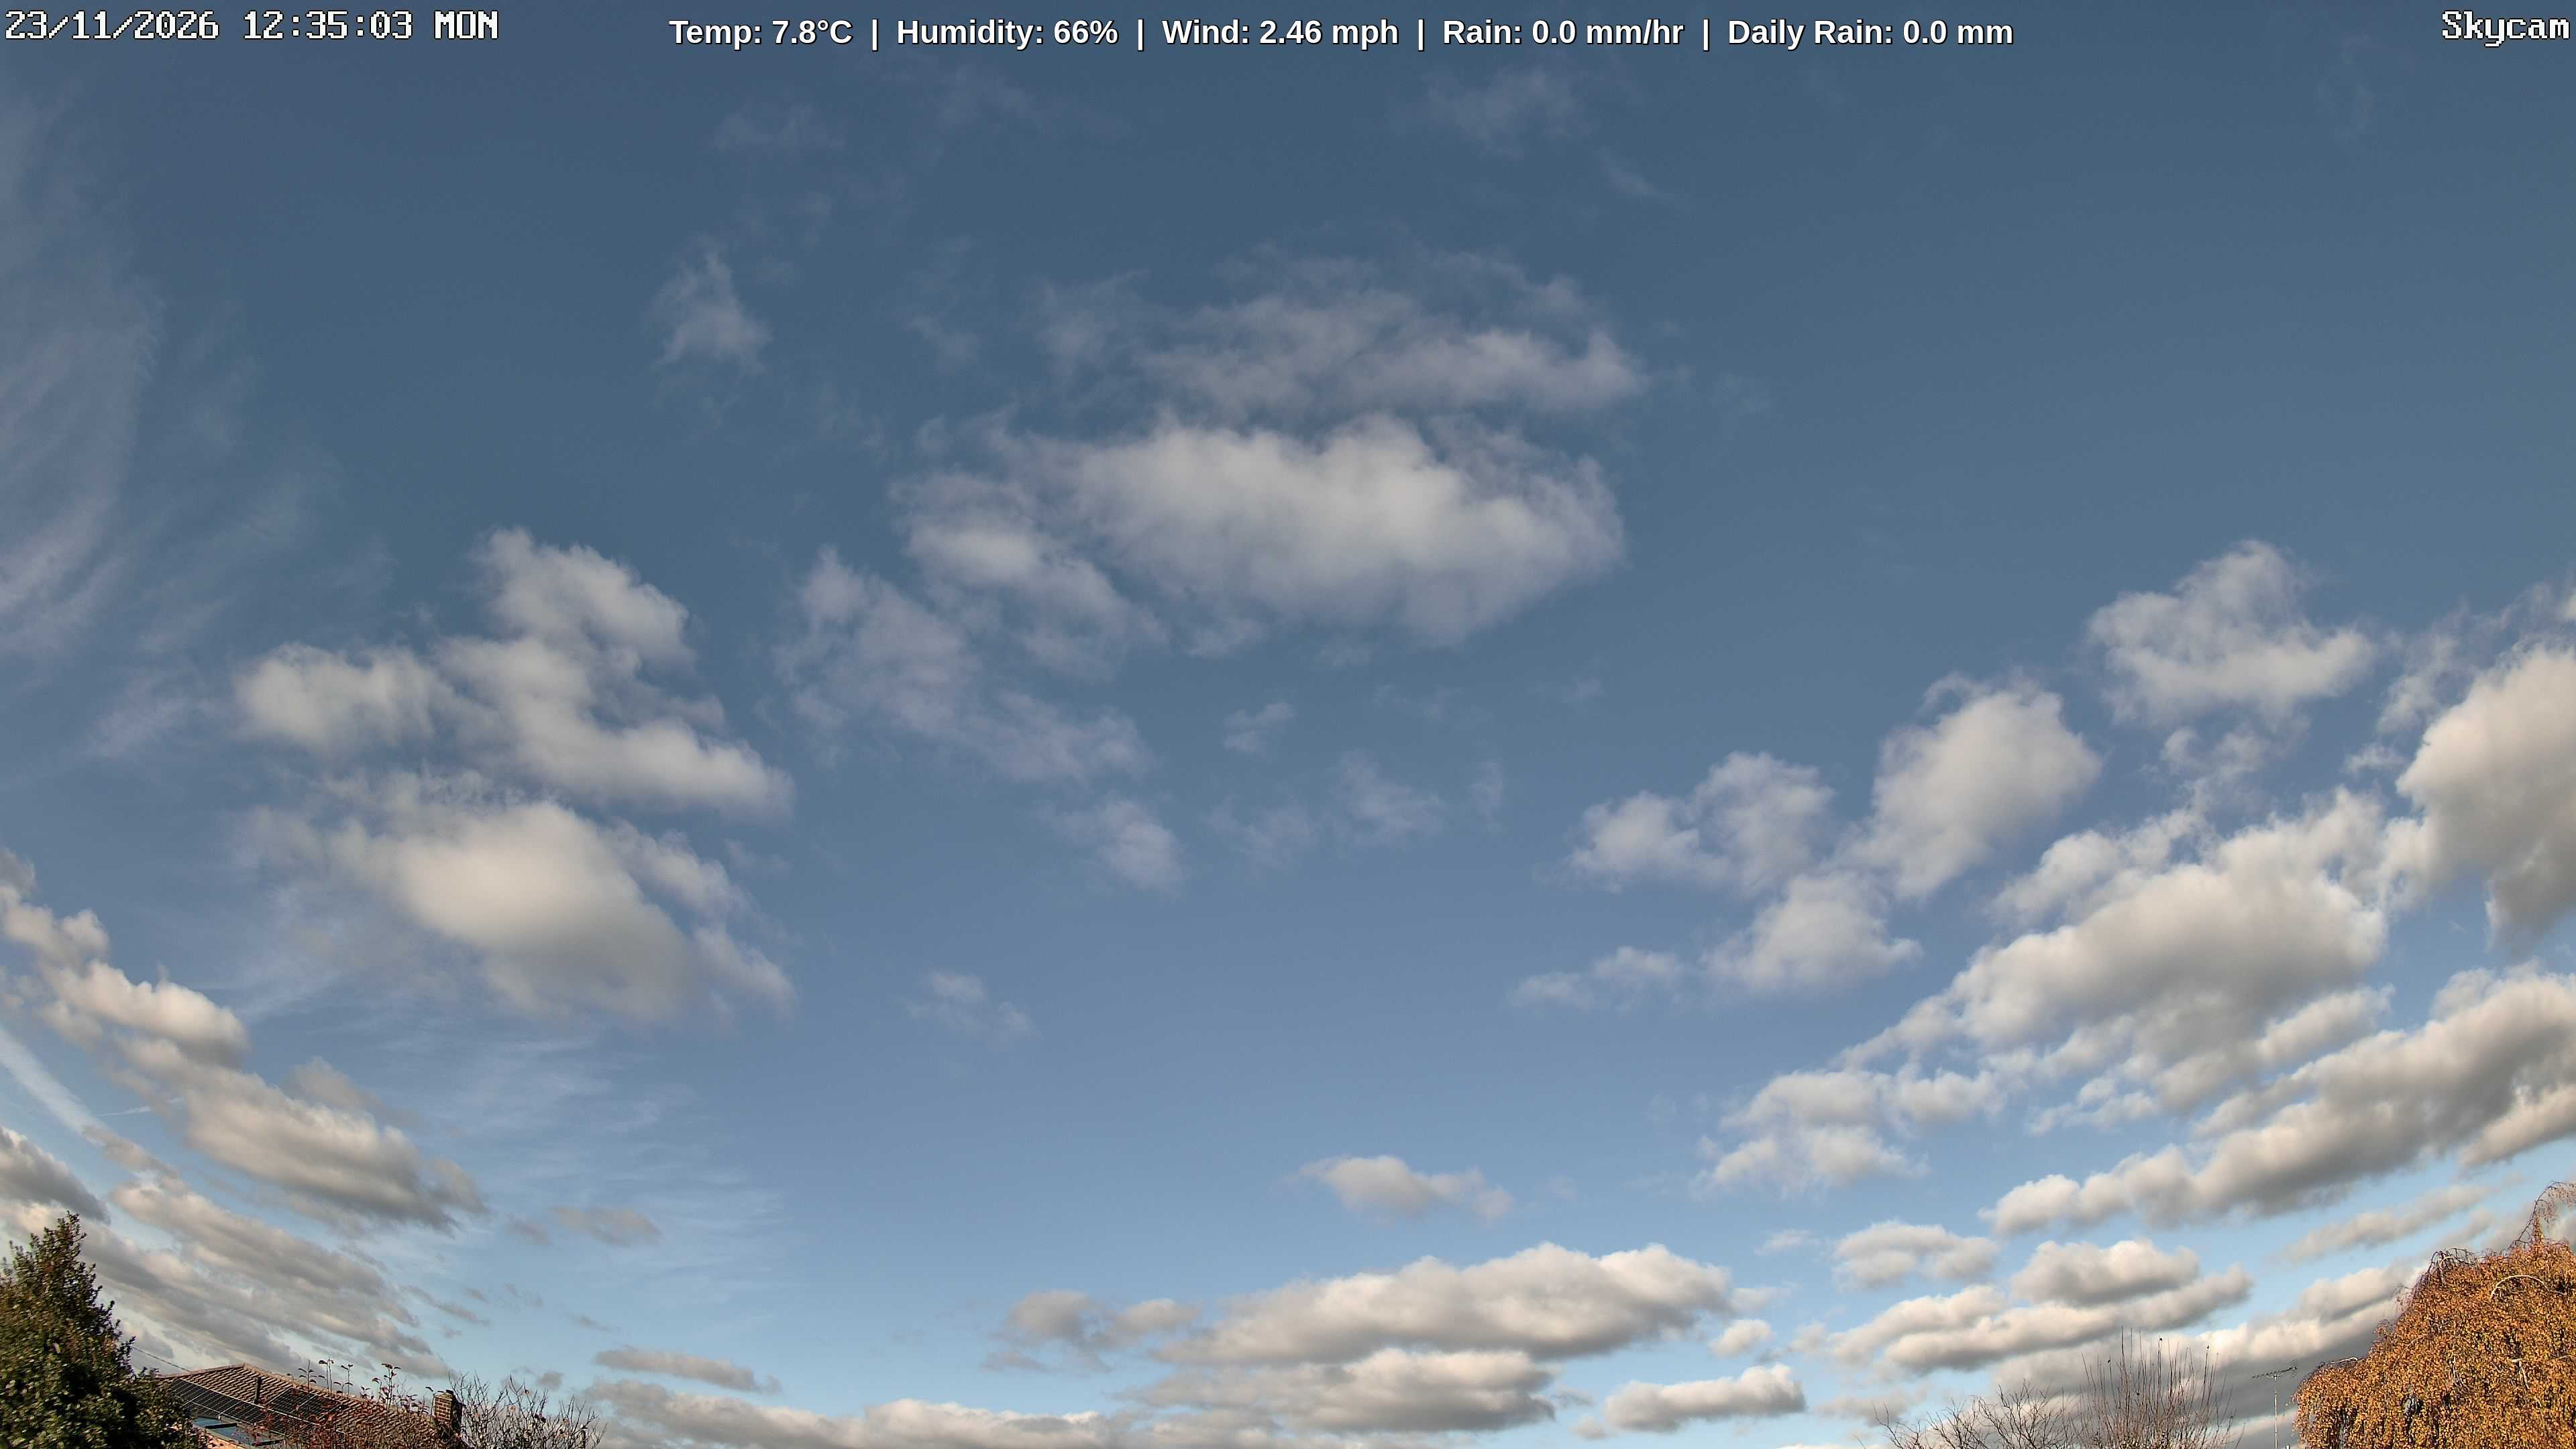 23/11/2026 12:35:03 MON
Temp: 7.8°C | Humidity: 66% | Wind: 2.46 mph | Rain: 0.0 mm/hr | Daily Rain: 0.0 mm
Skycam